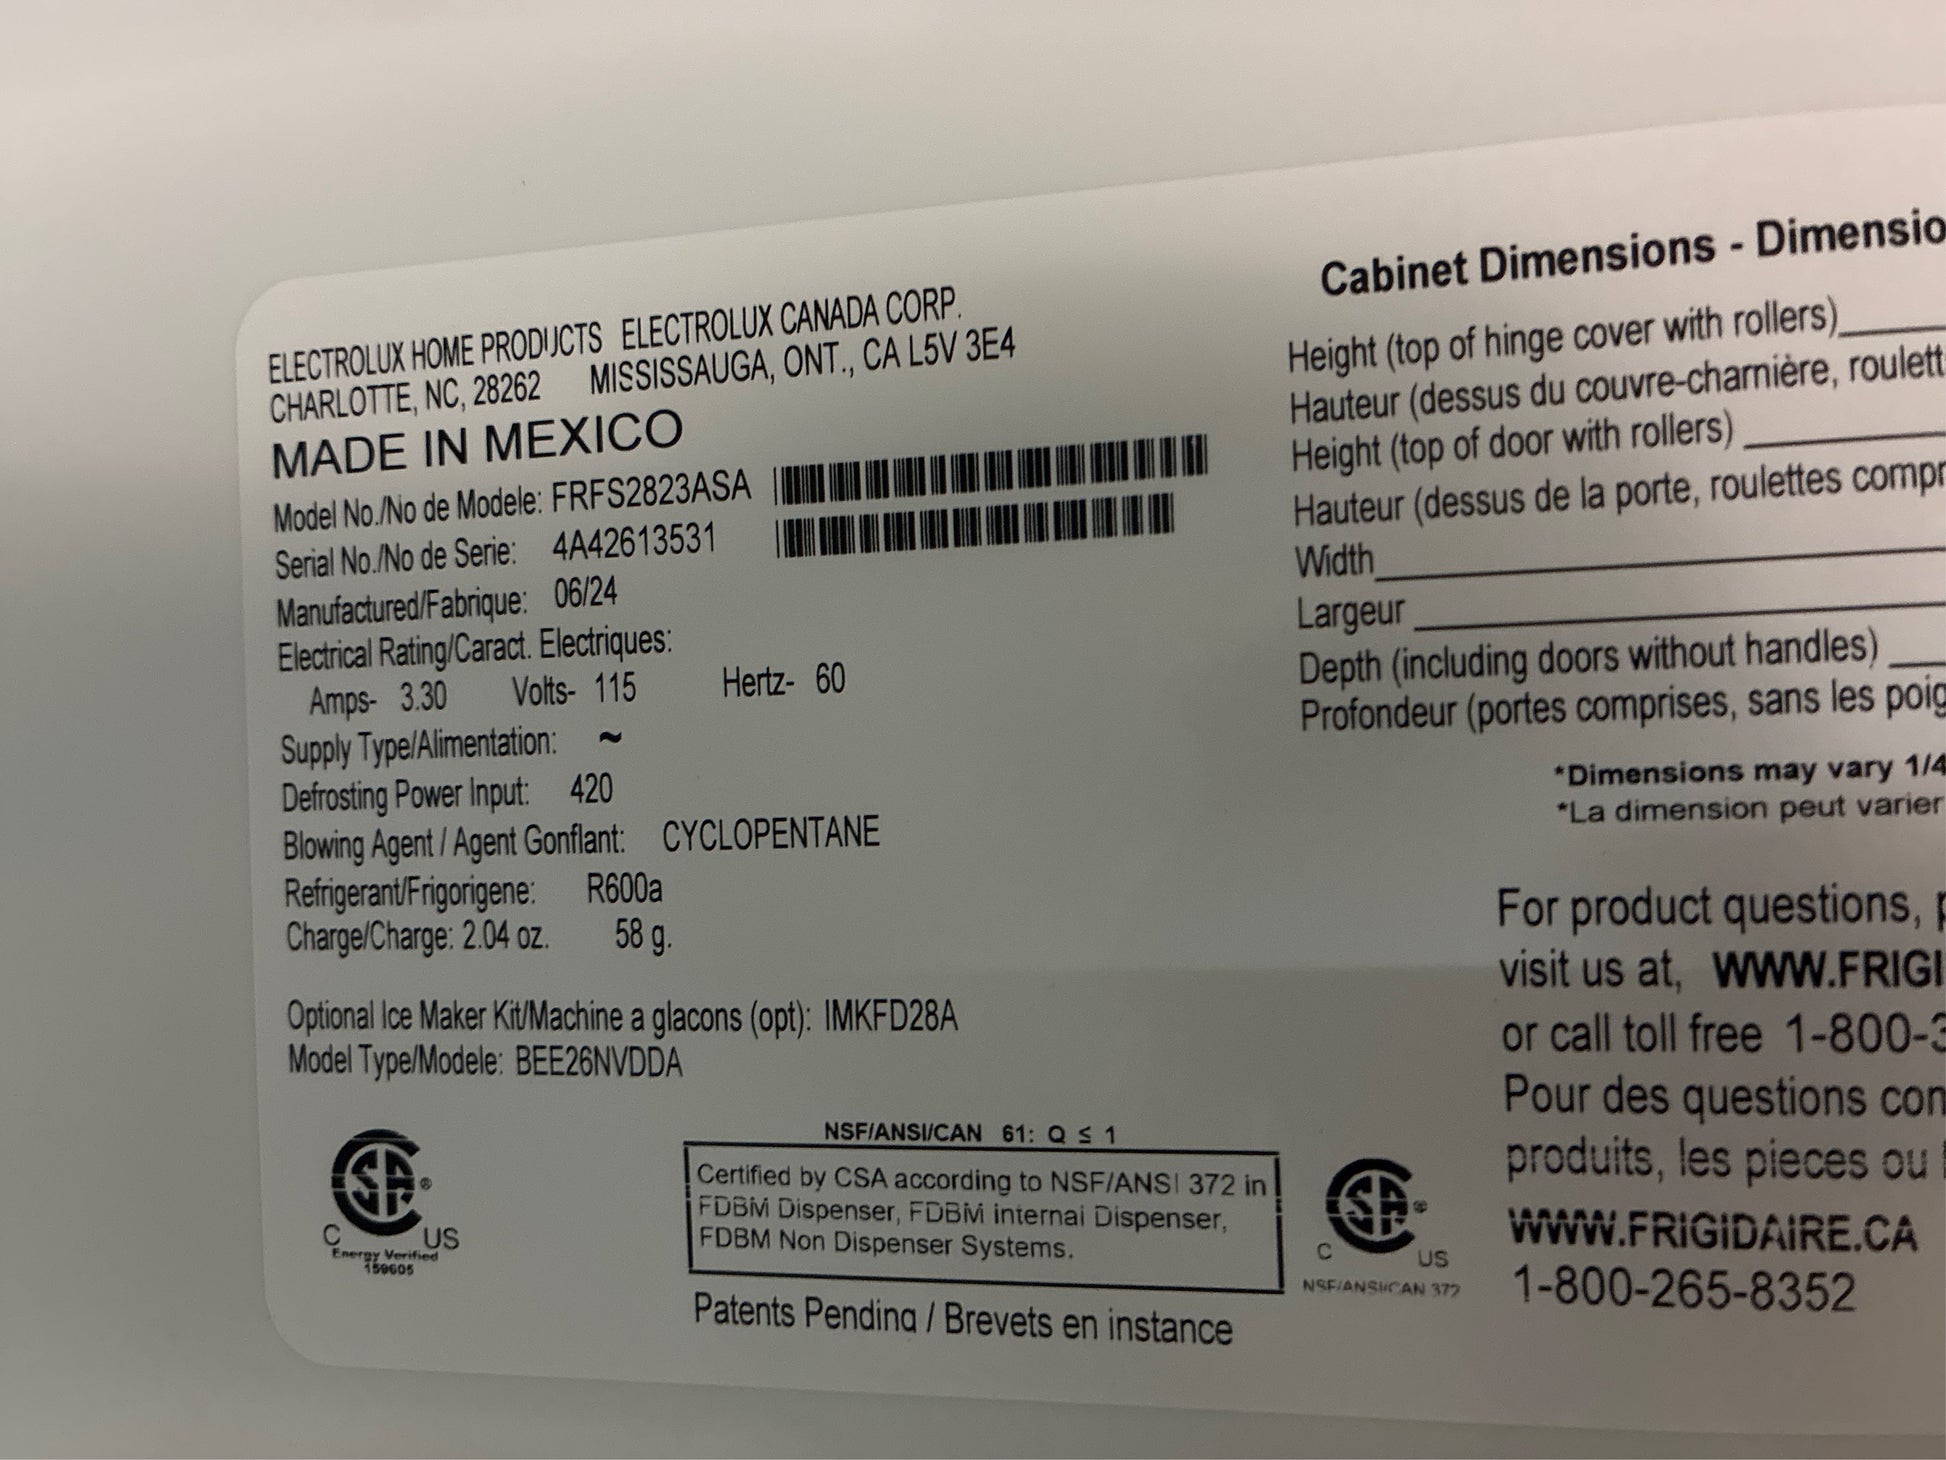 ELECTROLUX HOME PRODUCTS ELECTROLUX CANADA CORP.
CHARLOTTE, NC, 28262 MISSISSAUGA, ONT., CA L5V 3E4
MADE IN MEXICO
Model No./No de Modele: FRFS2823ASA
Serial No./No de Serie: 4A42613531
Manufactured/Fabrique: 06/24
Electrical Rating/Caract. Electriques:
Amps- 3.30 Volts- 115 Hertz- 60
Supply Type/Alimentation: ~
Defrosting Power Input: 420
Blowing Agent / Agent Gonflant: CYCLOPENTANE
Refrigerant/Frigorigene: R600a
Charge/Charge: 2.04 oz. 58 g.
Optional Ice Maker Kit/Machine a glacons (opt): IMKFD28A
Model Type/Modele: BEE26NVDDA
CSA®
C US
Energy Verified
159605
NSF/ANSI/CAN 61: Q ≤ 1
Certified by CSA according to NSF/ANSI 372 in
FDBM Dispenser, FDBM internal Dispenser,
FDBM Non Dispenser Systems.
CSA®
C US
NSF/ANSI/CAN 372
Patents Pending / Brevets en instance
Cabinet Dimensions - Dimensio
Height (top of hinge cover with rollers)
Hauteur (dessus du couvre-charnière, roulett
Height (top of door with rollers)
Hauteur (dessus de la porte, roulettes compr
Width
Largeur
Depth (including doors without handles)
Profondeur (portes comprises, sans les poig
*Dimensions may vary 1/4
*La dimension peut varier
For product questions, p
visit us at, WWW.FRIGI
or call toll free 1-800-3
Pour des questions con
produits, les pieces ou
WWW.FRIGIDAIRE.CA
1-800-265-8352